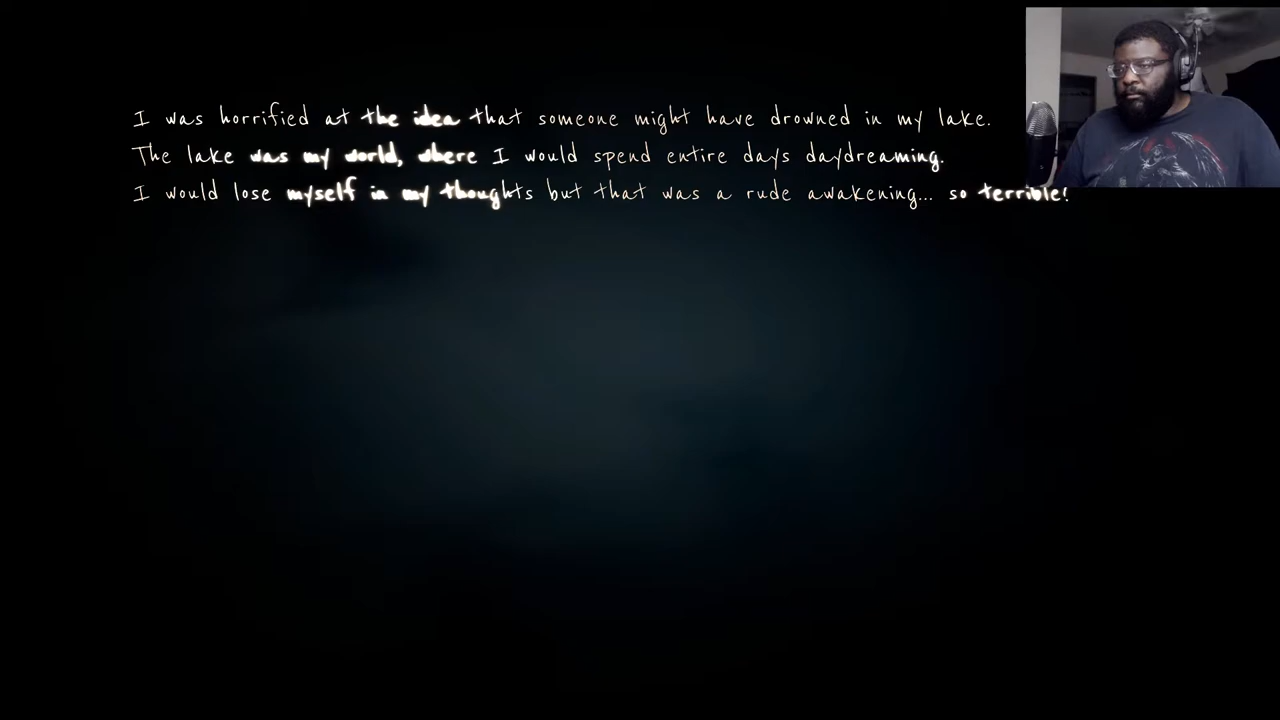 I was horrified at the idea that someone might have drowned in my lake.
The lake was my world, where I would spend entire days daydreaming.
I would lose myself in my thoughts but that was a rude awakening... so terrible!